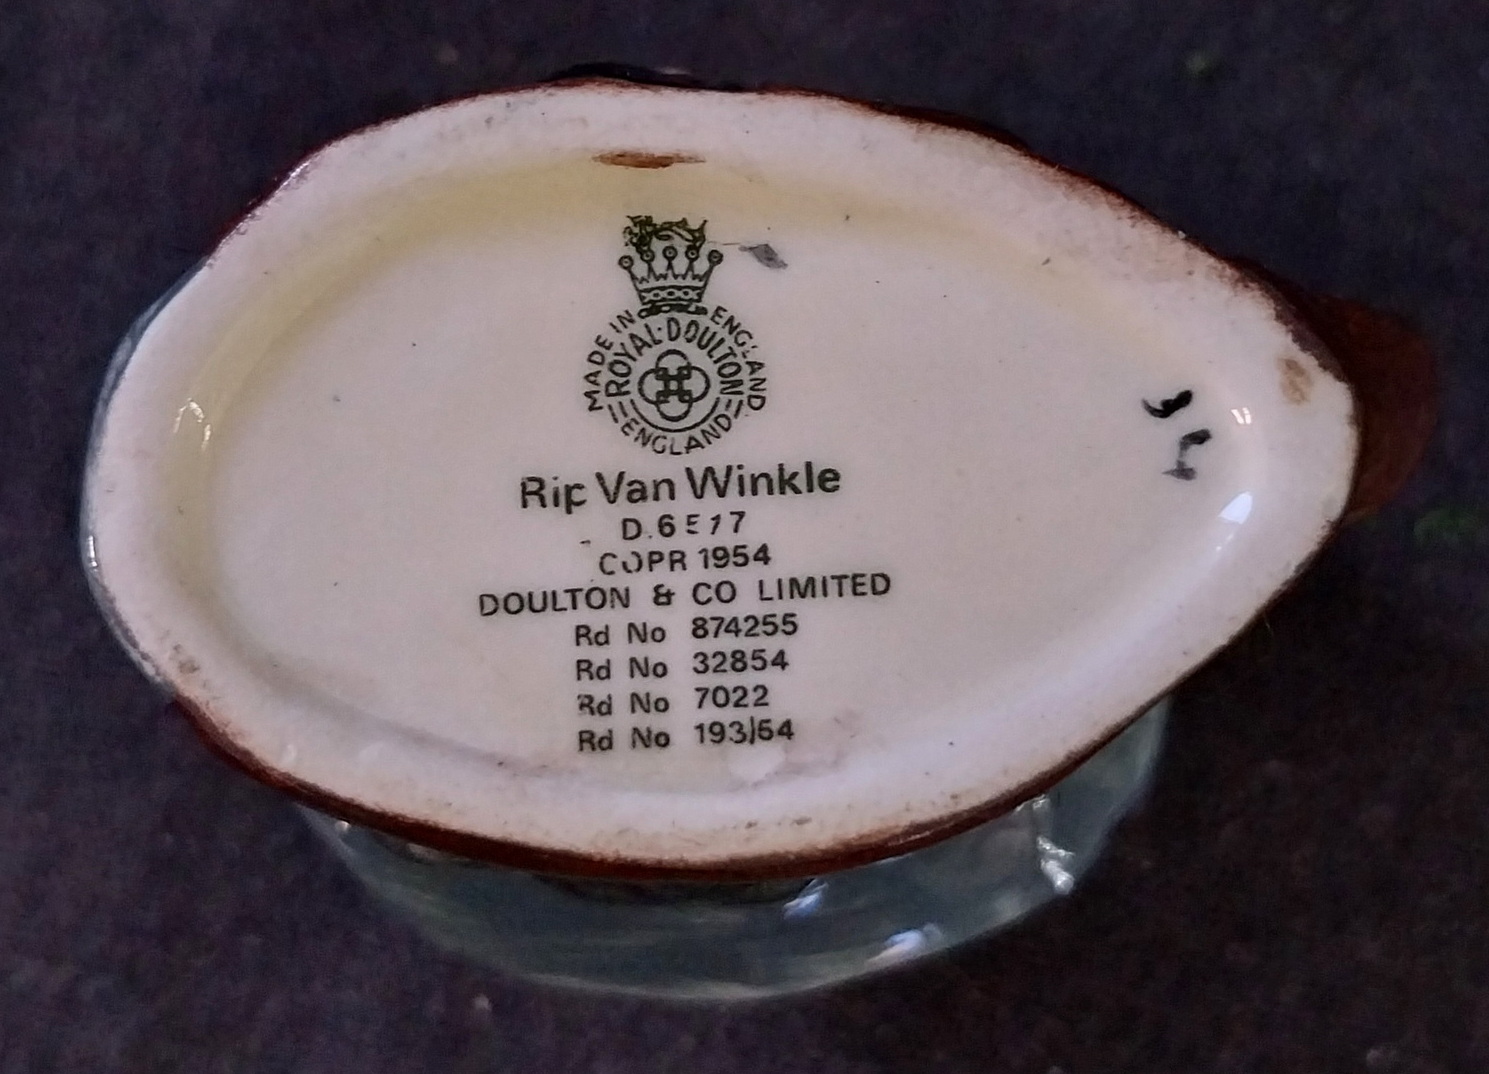 MADE IN ENGLAND
ROYAL·DOULTON
ENGLAND
Rip Van Winkle
D.6517
COPR 1954
DOULTON & CO LIMITED
Rd No 874255
Rd No 32854
Rd No 7022
Rd No 193/54